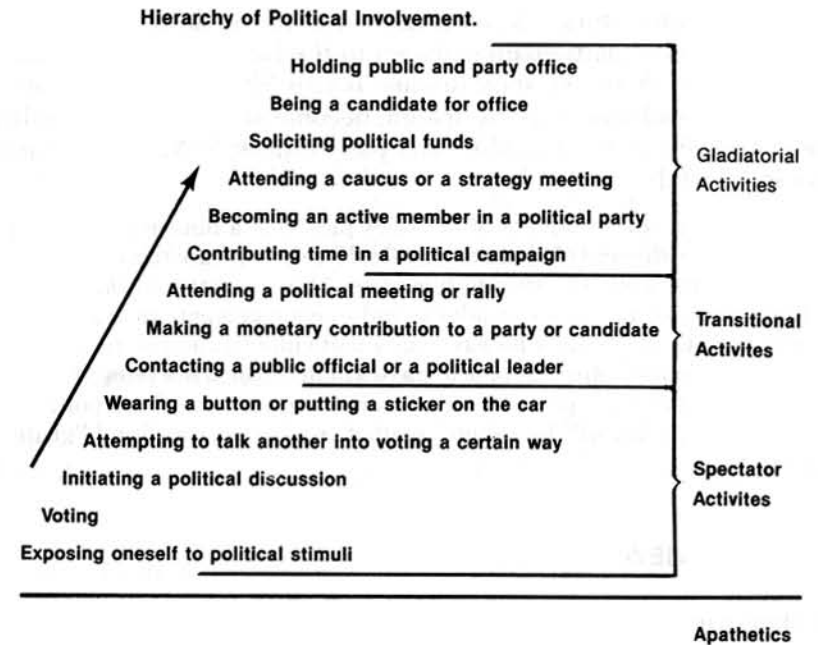 Hierarchy of Political Involvement.
Holding public and party office
Being a candidate for office
Soliciting political funds
Attending a caucus or a strategy meeting
Becoming an active member in a political party
Contributing time in a political campaign
Gladiatorial
Activities
Attending a political meeting or rally
Making a monetary contribution to a party or candidate
Contacting a public official or a political leader
Transitional
Activites
Wearing a button or putting a sticker on the car
Attempting to talk another into voting a certain way
Initiating a political discussion
Voting
Exposing oneself to political stimuli
Spectator
Activites
Apathetics